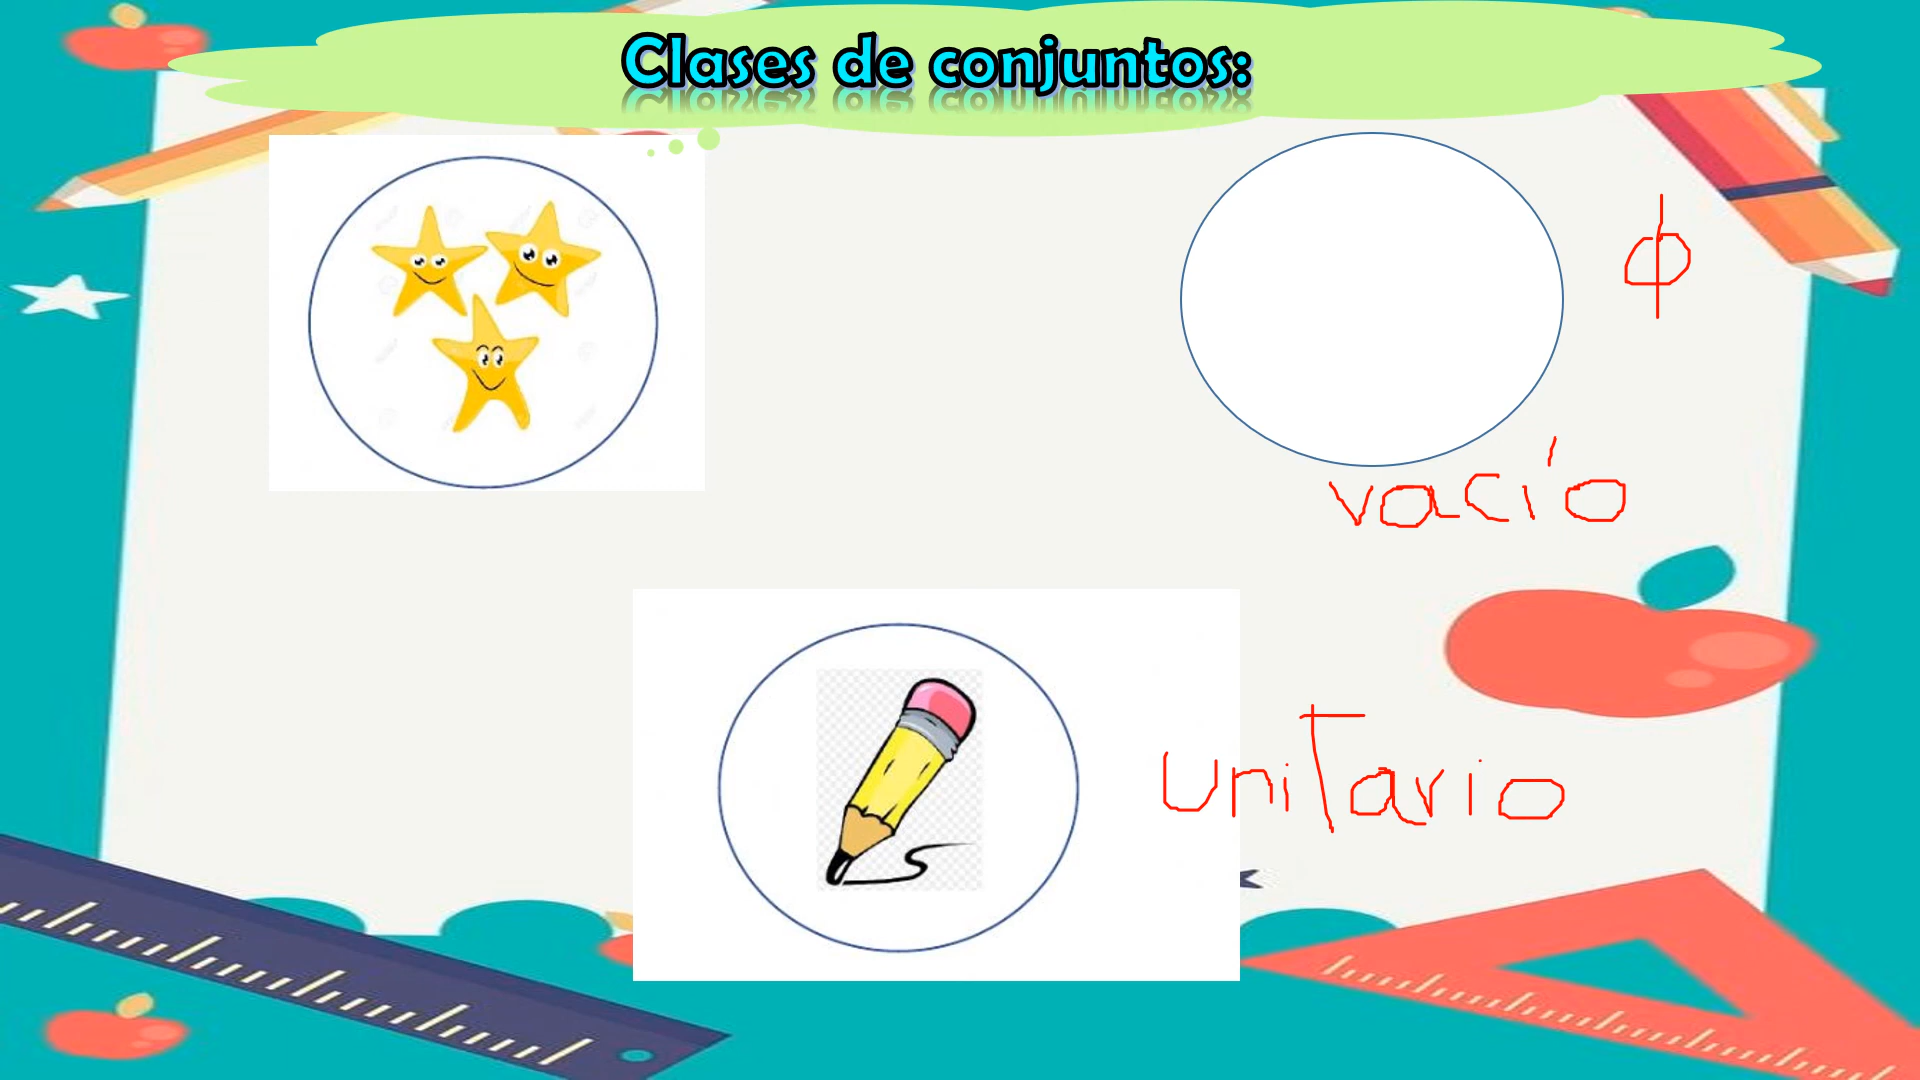 Clases de conjuntos:
ϕ
vacío
unitario